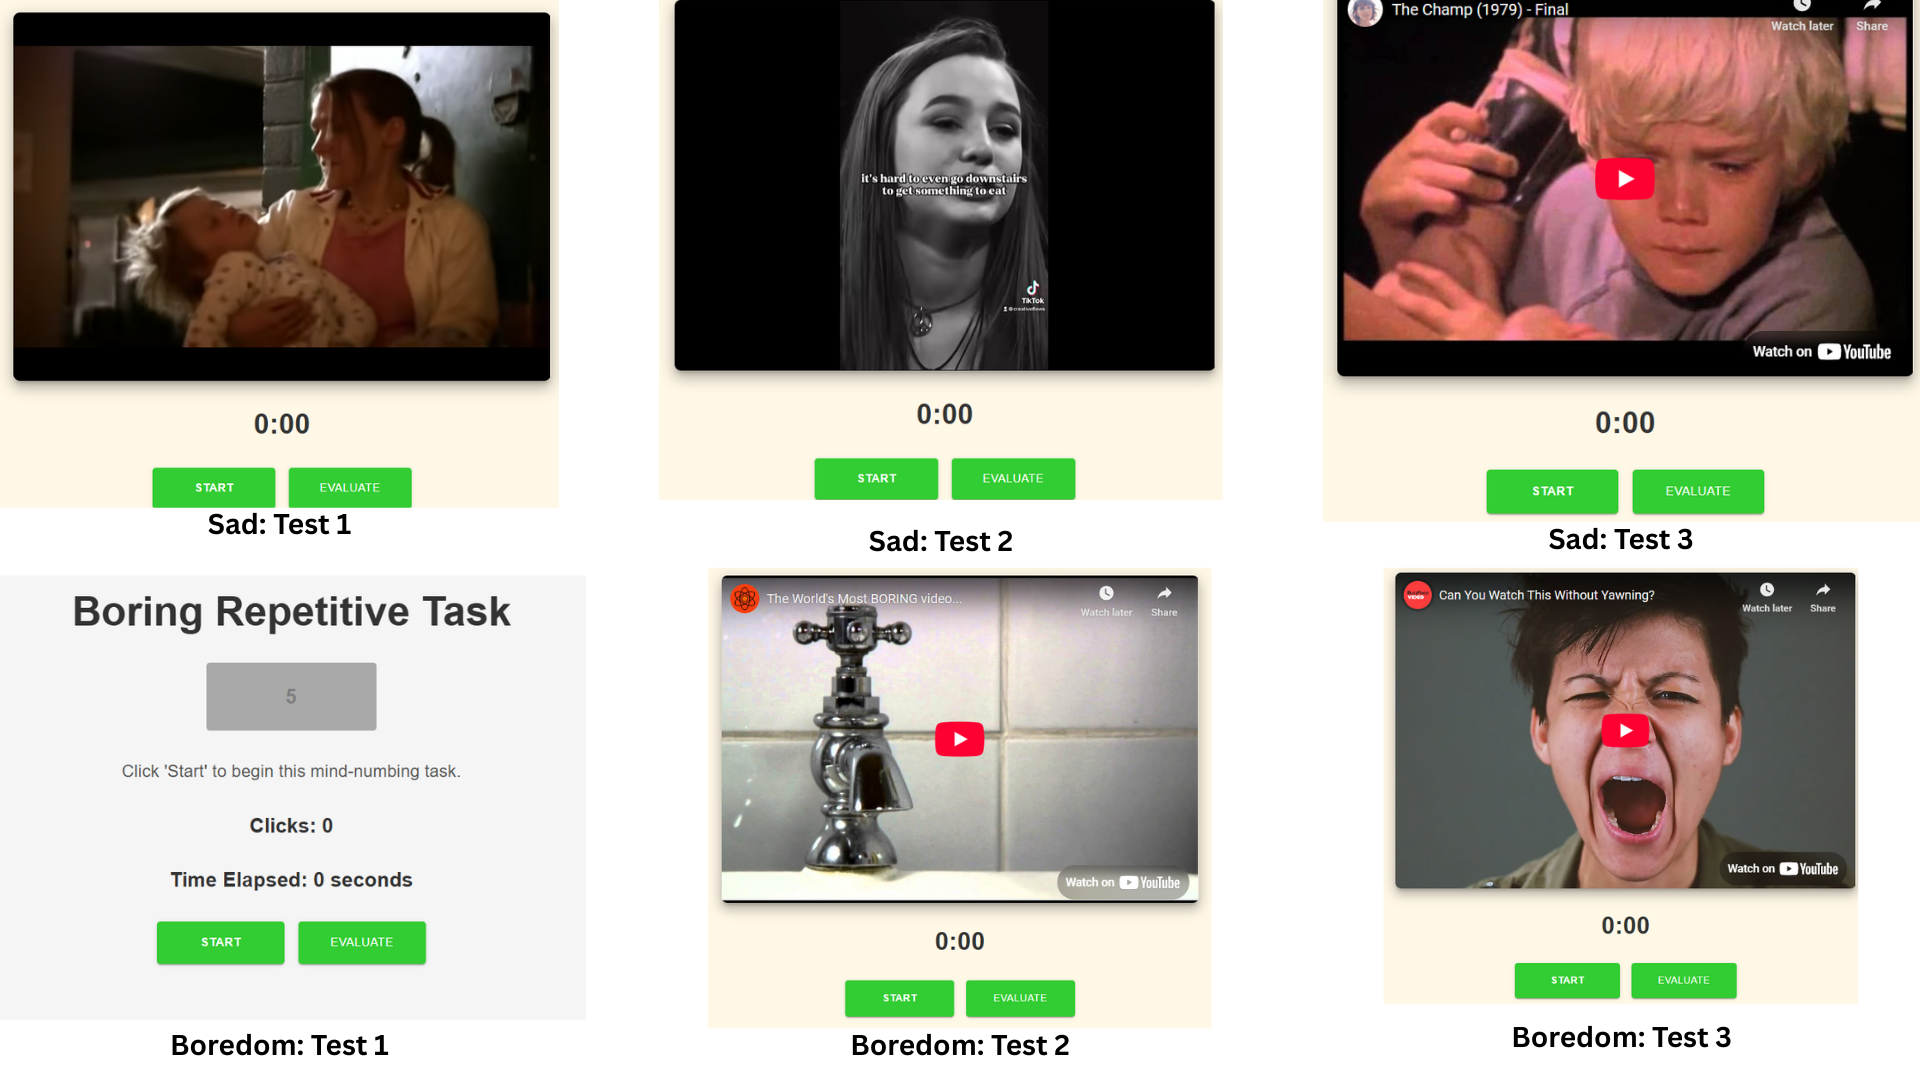 0:00
START
EVALUATE
Sad: Test 1
it's hard to even go downstairs
to get something to eat
TikTok
0:00
START
EVALUATE
Sad: Test 2
The Champ (1979) - Final
Watch later
Share
Watch on YouTube
0:00
START
EVALUATE
Sad: Test 3
Boring Repetitive Task
5
Click 'Start' to begin this mind-numbing task.
Clicks: 0
Time Elapsed: 0 seconds
START
EVALUATE
Boredom: Test 1
The World's Most BORING video...
Watch later
Share
Watch on YouTube
0:00
START
EVALUATE
Boredom: Test 2
Can You Watch This Without Yawning?
Watch later
Share
Watch on YouTube
0:00
START
EVALUATE
Boredom: Test 3